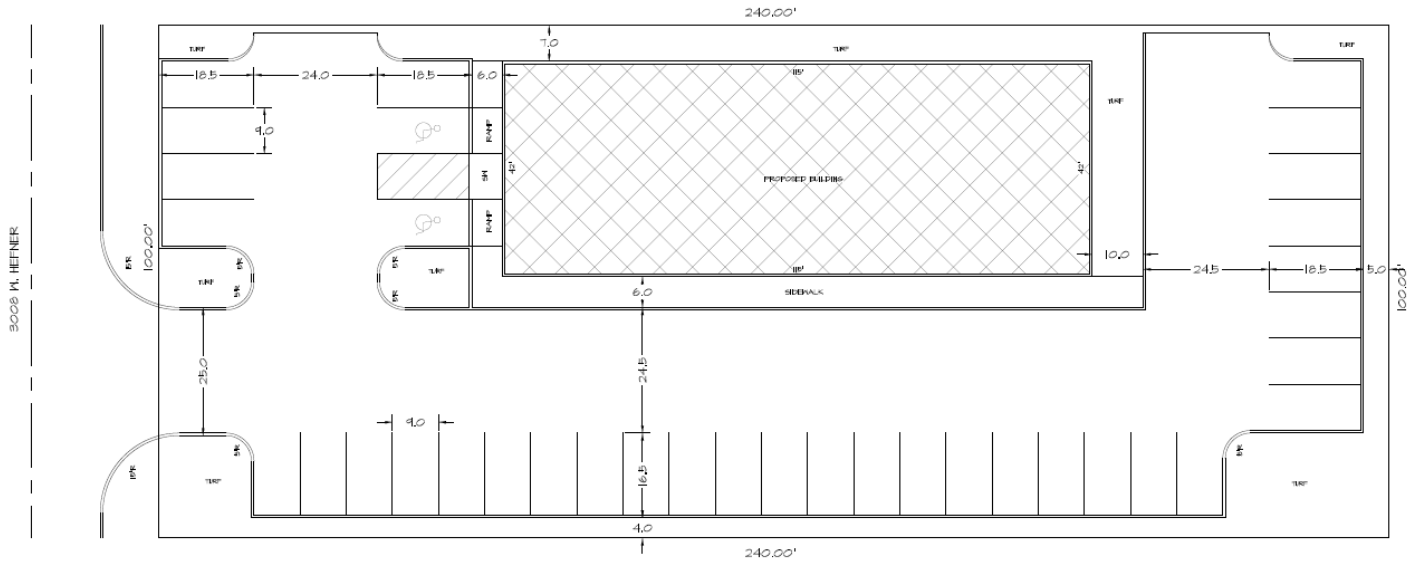 240.00'
TURF
7.0
TURF
TURF
18.5
24.0
18.5
6.0
115'
TURF
9.0
RAMP
42'
SW
PROPOSED BUILDING
42'
RAMP
3008 W. HEFNER
100.00'
15'R
TURF
5'R
5'R
5'R
5'R
TURF
115'
10.0
24.5
18.5
5.0
100.00'
6.0
SIDEWALK
25.0
24.5
9.0
15'R
5'R
TURF
16.5
5'R
TURF
4.0
240.00'